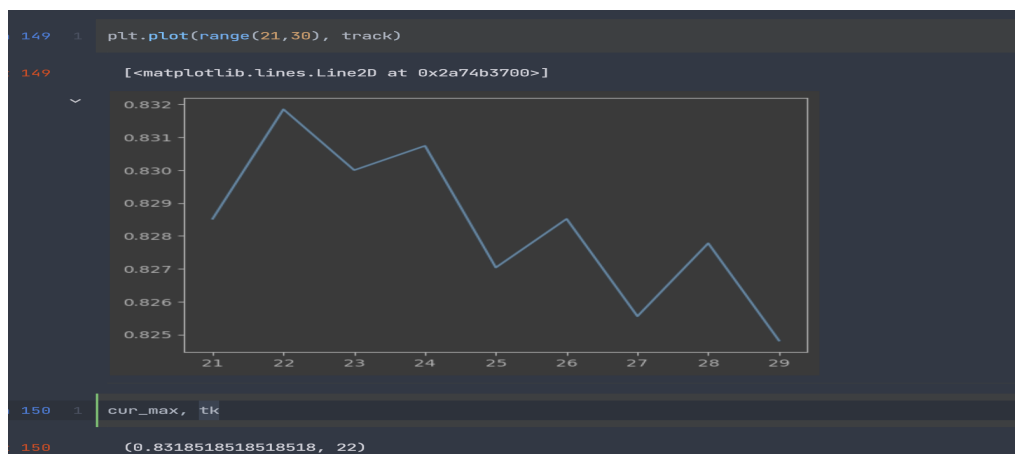 149 1 plt.plot(range(21,30), track)
149 [<matplotlib.lines.Line2D at 0x2a74b3700>]
0.832
0.831
0.830
0.829
0.828
0.827
0.826
0.825
21 22 23 24 25 26 27 28 29
150 1 cur_max, tk
150 (0.8318518518518518, 22)